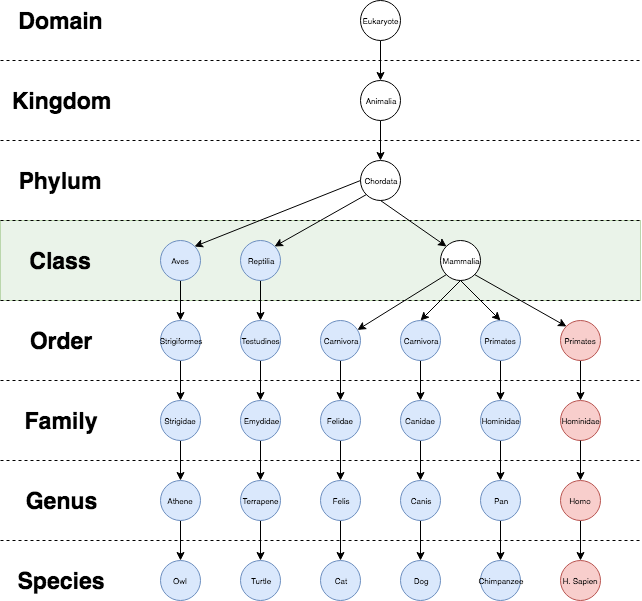 Domain
Eukaryote
Kingdom
Animalia
Phylum
Chordata
Class
Aves
Reptilia
Mammalia
Order
Strigiformes
Testudines
Carnivora
Carnivora
Primates
Primates
Family
Strigidae
Emydidae
Felidae
Canidae
Hominidae
Hominidae
Genus
Athene
Terrapene
Felis
Canis
Pan
Homo
Species
Owl
Turtle
Cat
Dog
Chimpanzee
H. Sapien